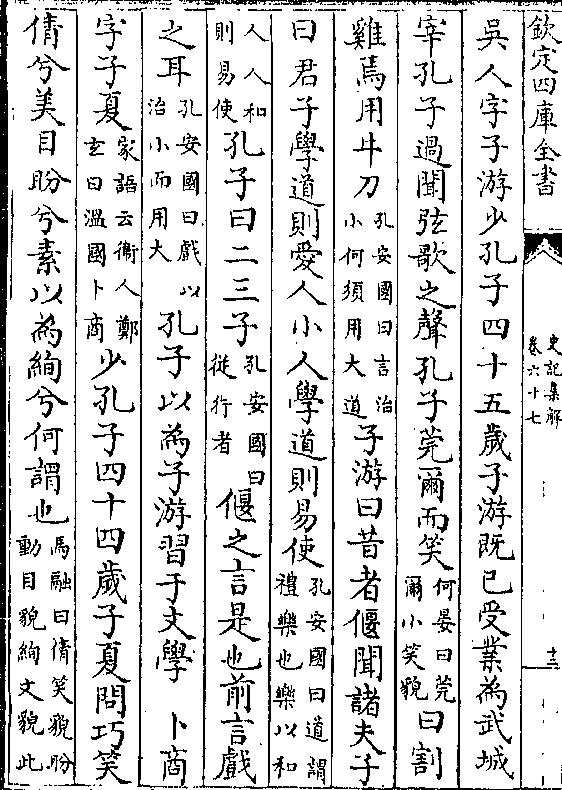 欽定四庫全書
史記集解
卷六十七
十三
吳人字子游少孔子四十五歲子游既已受業為武城
宰孔子過聞弦歌之聲孔子莞爾而笑何晏曰莞爾小笑貌曰割
雞焉用牛刀孔安國曰言治小何須用大道子游曰昔者偃聞諸夫子
曰君子學道則愛人小人學道則易使孔安國曰道謂禮樂也樂以和
人人和則易使孔子曰二三子孔安國曰從行者偃之言是也前言戲
之耳孔安國曰戲以治小而用大孔子以為子游習于文學 卜商
字子夏家語云衛人鄭玄曰溫國卜商少孔子四十四歲子夏問巧笑
倩兮美目盼兮素以為絢兮何謂也馬融曰倩笑貌盼動目貌絢文貌此